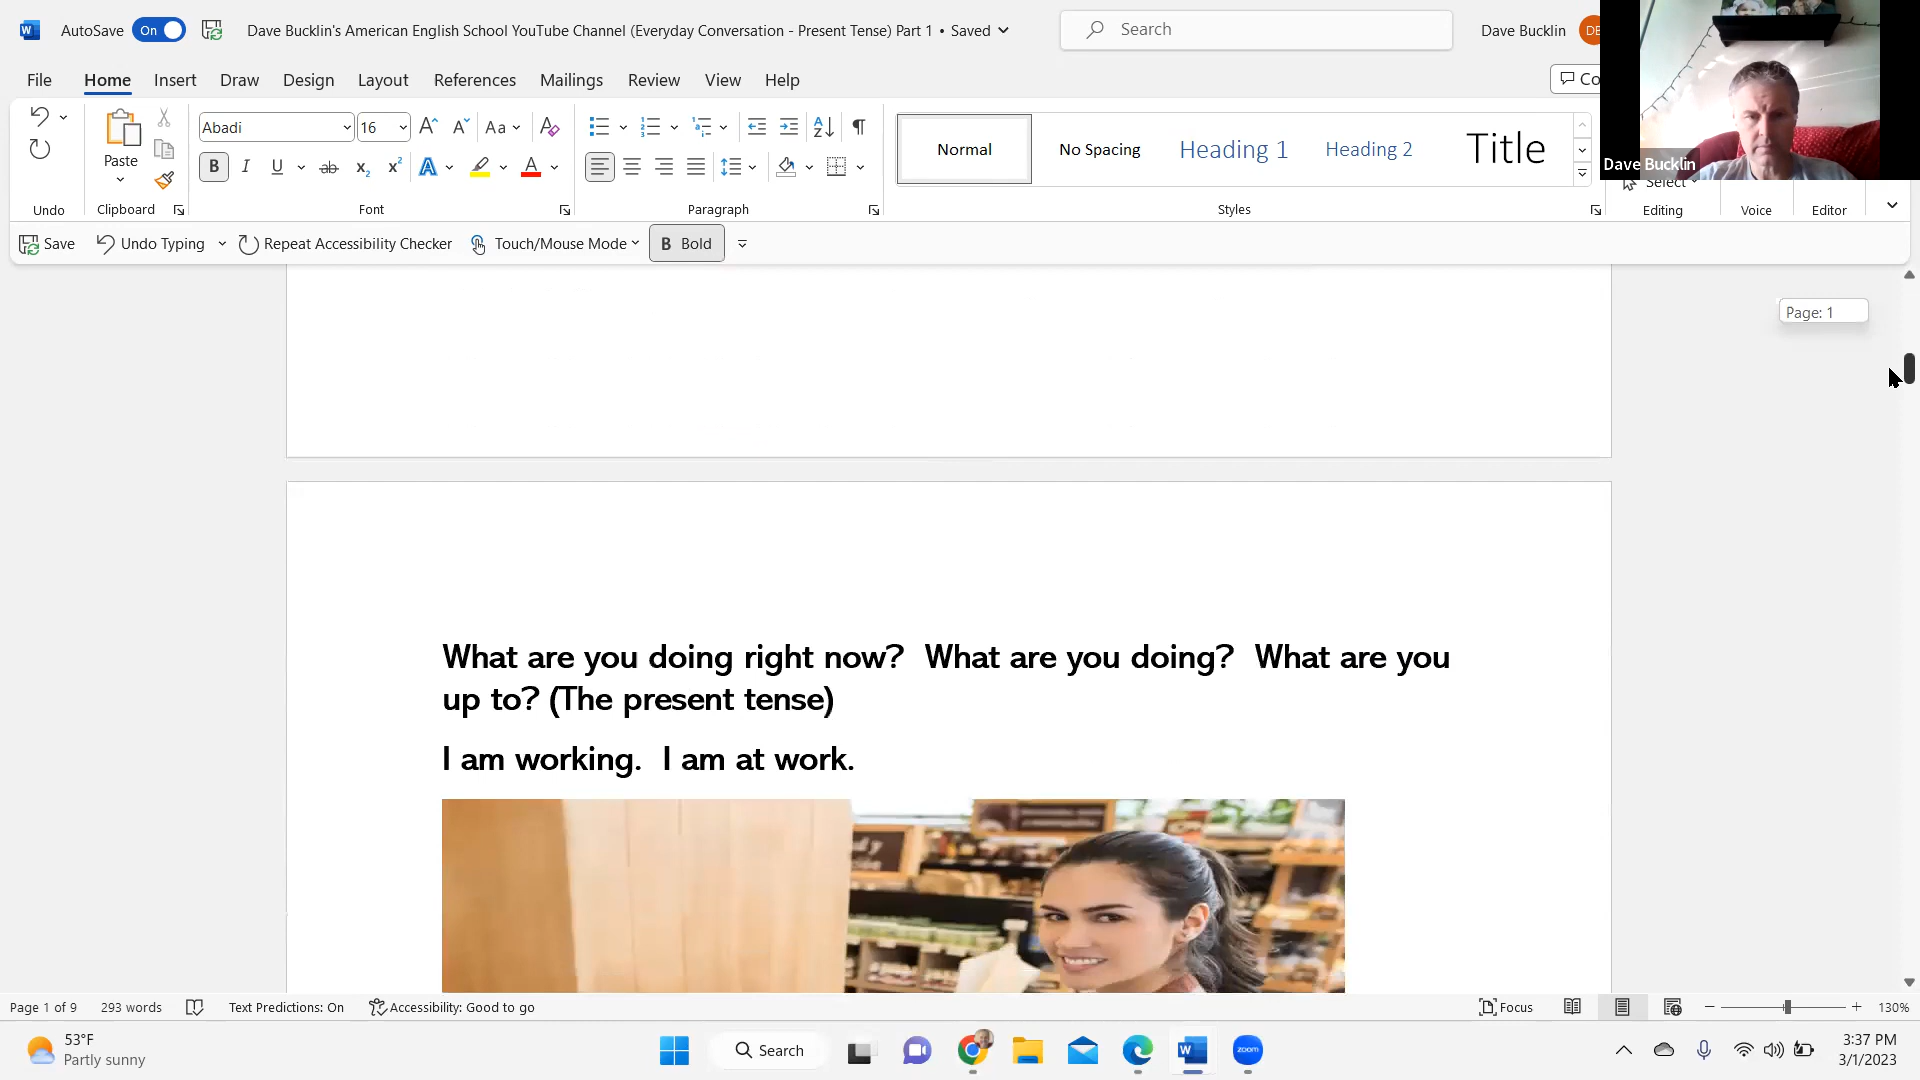 AutoSave On Dave Bucklin's American English School YouTube Channel (Everyday Conversation - Present Tense) Part 1 • Saved Search Dave Bucklin
File Home Insert Draw Design Layout References Mailings Review View Help Co
Dave Bucklin
Paste Abadi 16 Aa Normal No Spacing Heading 1 Heading 2 Title Select
Undo Clipboard Font Paragraph Styles Editing Voice Editor
Save Undo Typing Repeat Accessibility Checker Touch/Mouse Mode B Bold
Page: 1
What are you doing right now? What are you doing? What are you
up to? (The present tense)
I am working. I am at work.
Page 1 of 9 293 words Text Predictions: On Accessibility: Good to go Focus 130%
53°F
Partly sunny
Search
zoom
3:37 PM
3/1/2023